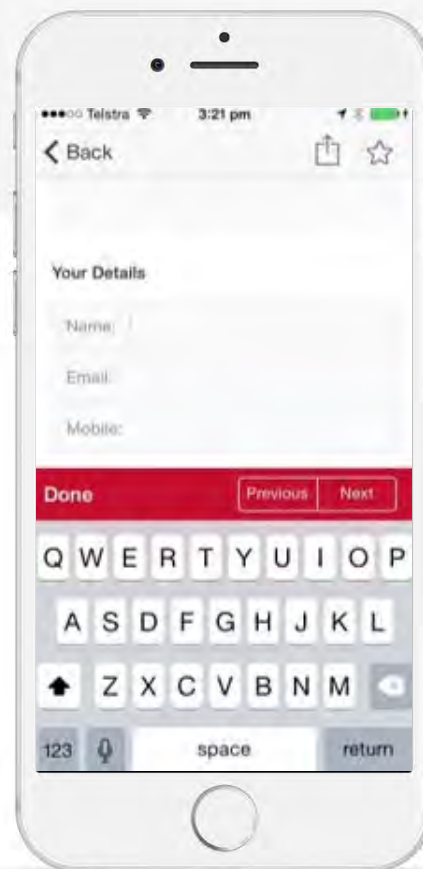 Telstra 3:21 pm
Back
Your Details
Name:
Email:
Mobile:
Done Previous Next
Q W E R T Y U I O P
A S D F G H J K L
Z X C V B N M
123 space return